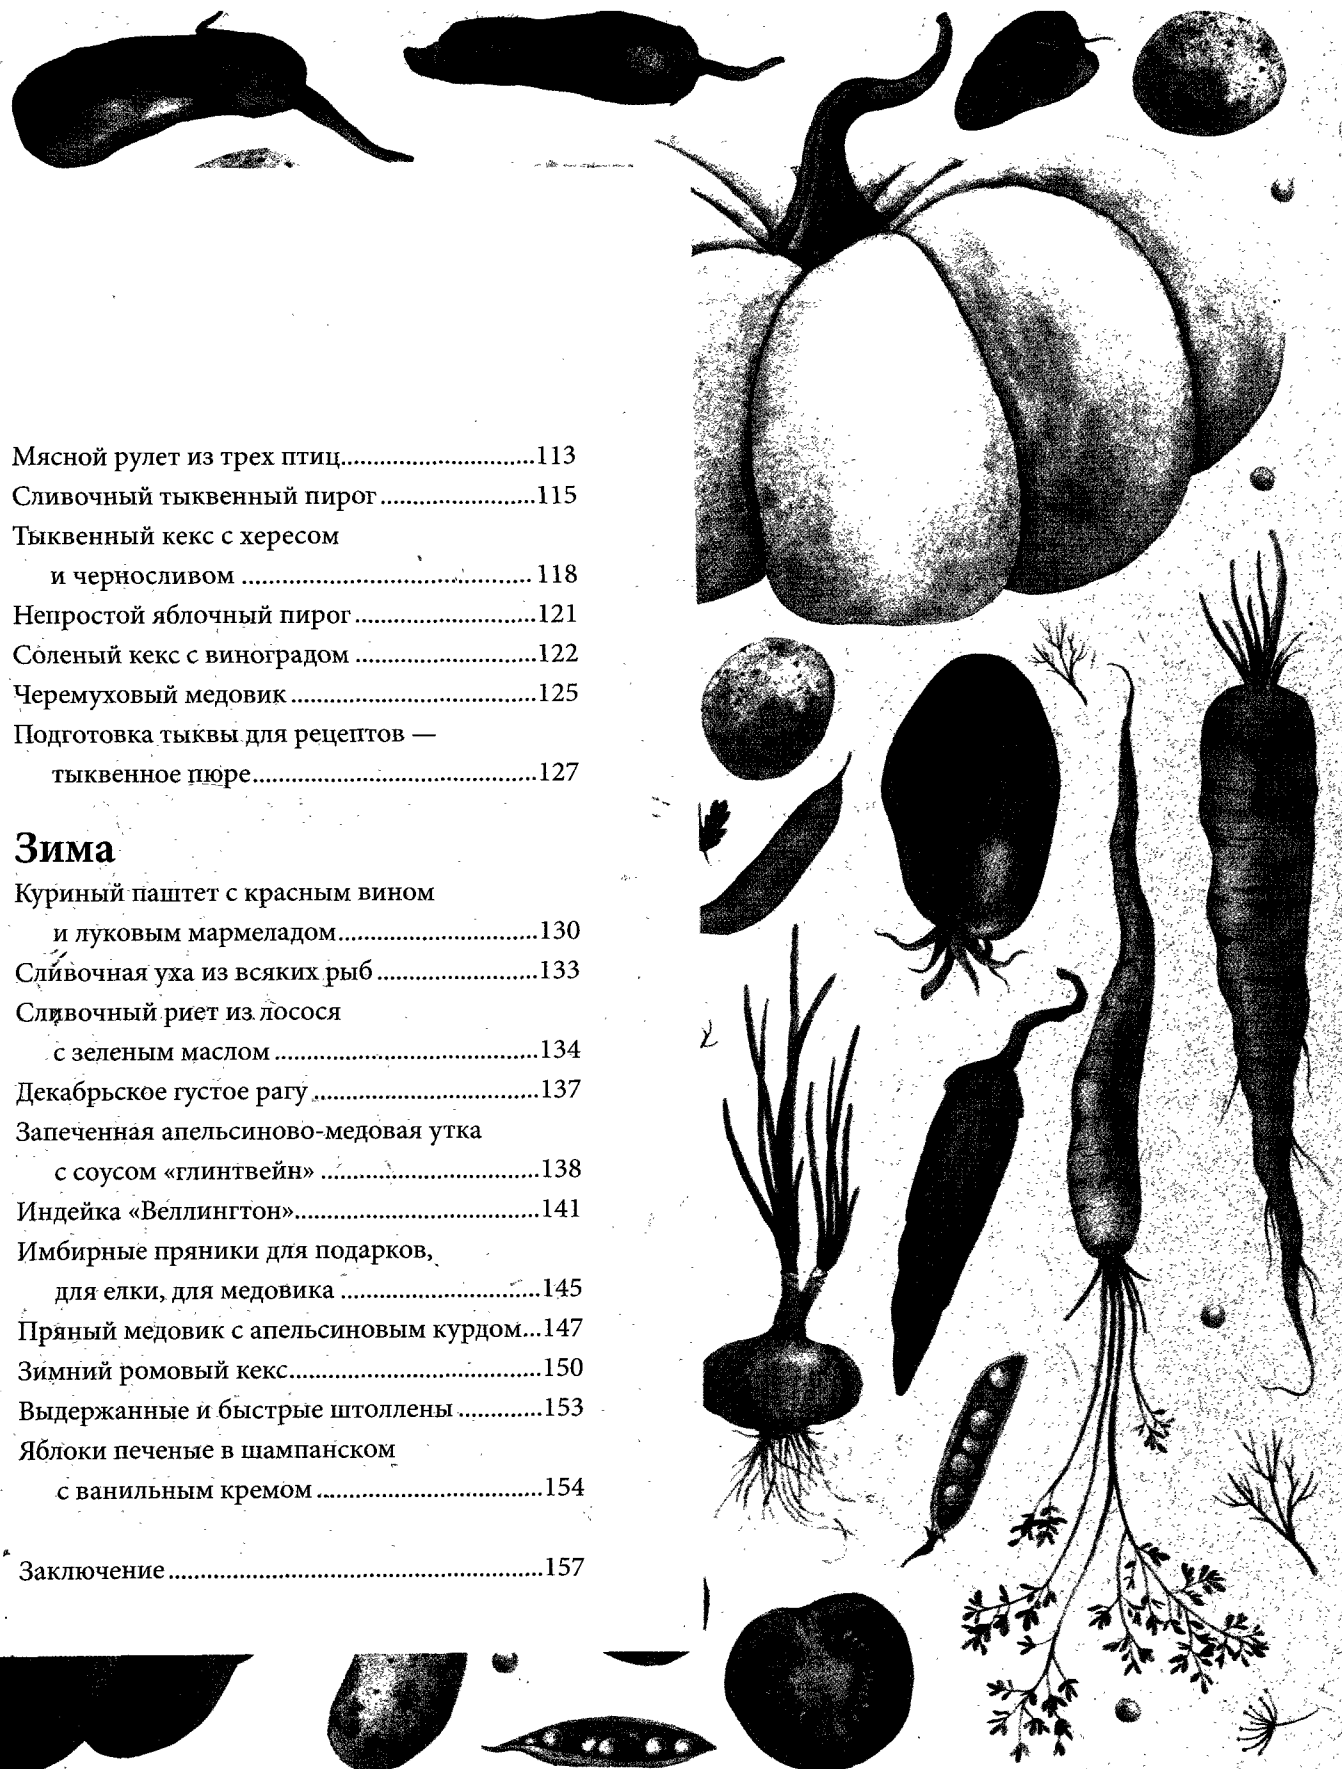 Мясной рулет из трех птиц..............................113
Сливочный тыквенный пирог........................115
Тыквенный кекс с хересом
и черносливом ............................................. 118
Непростой яблочный пирог............................121
Соленый кекс с виноградом ............................122
Черемуховый медовик......................................125
Подготовка тыквы для рецептов —
тыквенное пюре............................................127
Зима
Куриный паштет с красным вином
и луковым мармеладом...............................130
Сливочная уха из всяких рыб.........................133
Сливочный риет из лосося
с зеленым маслом.........................................134
Декабрьское густое рагу...................................137
Запеченная апельсиново-медовая утка
с соусом «глинтвейн» ..................................138
Индейка «Веллингтон»......................................141
Имбирные пряники для подарков,
для елки, для медовика ...............................145
Пряный медовик с апельсиновым курдом...147
Зимний ромовый кекс.......................................150
Выдержанные и быстрые штоллены.............153
Яблоки печеные в шампанском
с ванильным кремом...................................154
Заключение..........................................................157